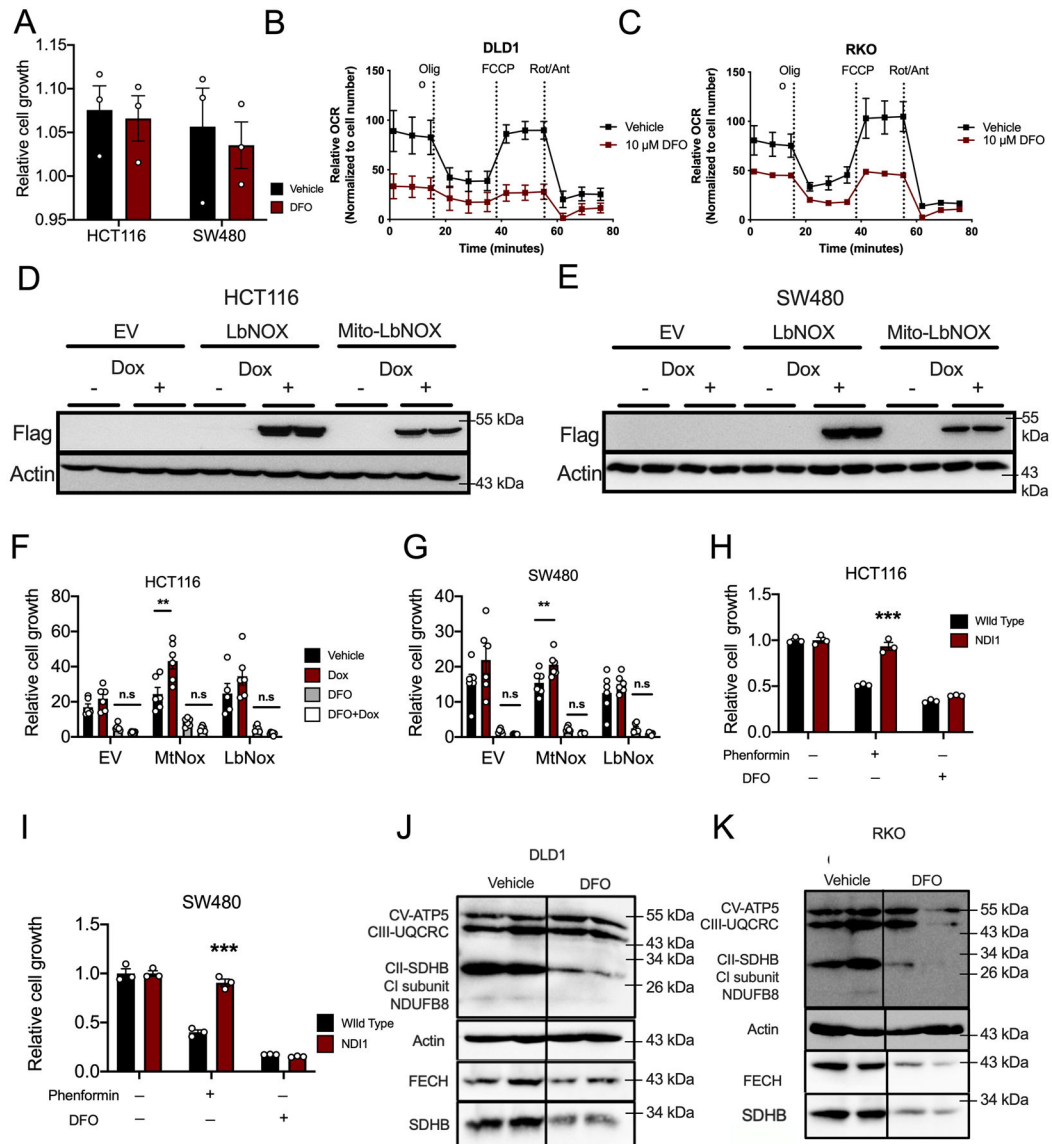 A
Relative cell growth
1.15
1.10
1.05
1.00
0.95
HCT116
SW480
Vehicle
DFO
B
DLD1
Olig
o
FCCP
Rot/Ant
Relative OCR
(Normalized to cell number)
150
100
50
0
0
20
40
60
80
Time (minutes)
Vehicle
10 µM DFO
C
RKO
Olig
o
FCCP
Rot/Ant
Relative OCR
(Normalized to cell number)
150
100
50
0
0
20
40
60
80
Time (minutes)
Vehicle
10 µM DFO
D
HCT116
EV
LbNOX
Mito-LbNOX
Dox
Dox
Dox
-
+
-
+
-
+
Flag
Actin
55 kDa
43 kDa
E
SW480
EV
LbNOX
Mito-LbNOX
Dox
Dox
Dox
-
+
-
+
-
+
Flag
Actin
55
kDa
43
kDa
F
HCT116
Relative cell growth
80
60
40
20
0
**
n.s
n.s
n.s
EV
MtNox
LbNox
Vehicle
Dox
DFO
DFO+Dox
G
SW480
Relative cell growth
40
30
20
10
0
**
n.s
n.s
n.s
EV
MtNox
LbNox
H
HCT116
Relative cell growth
1.5
1.0
0.5
0.0
***
WIld Type
NDI1
Phenformin
–
+
–
DFO
–
–
+
I
SW480
Relative cell growth
1.5
1.0
0.5
0.0
***
WIld Type
NDI1
Phenformin
–
+
–
DFO
–
–
+
J
DLD1
Vehicle
DFO
CV-ATP5
CIII-UQCRC
CII-SDHB
CI subunit
NDUFB8
Actin
FECH
SDHB
55 kDa
43 kDa
34 kDa
26 kDa
43 kDa
43 kDa
34 kDa
K
RKO
Vehicle
DFO
CV-ATP5
CIII-UQCRC
CII-SDHB
CI subunit
NDUFB8
Actin
FECH
SDHB
55 kDa
43 kDa
34 kDa
26 kDa
43 kDa
43 kDa
34 kDa